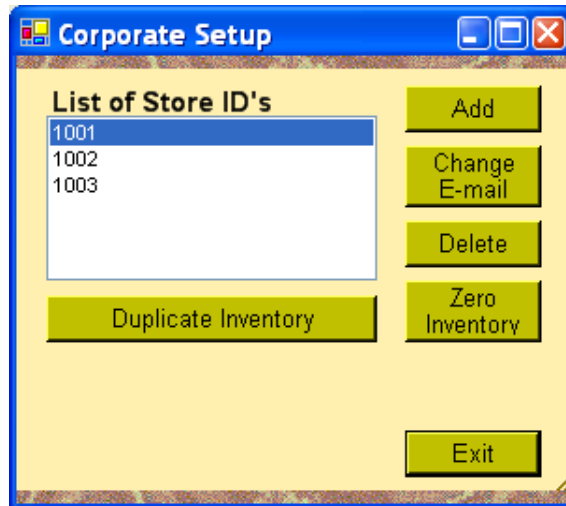 Corporate Setup
List of Store ID's
1001
1002
1003
Duplicate Inventory
Add
Change
E-mail
Delete
Zero
Inventory
Exit